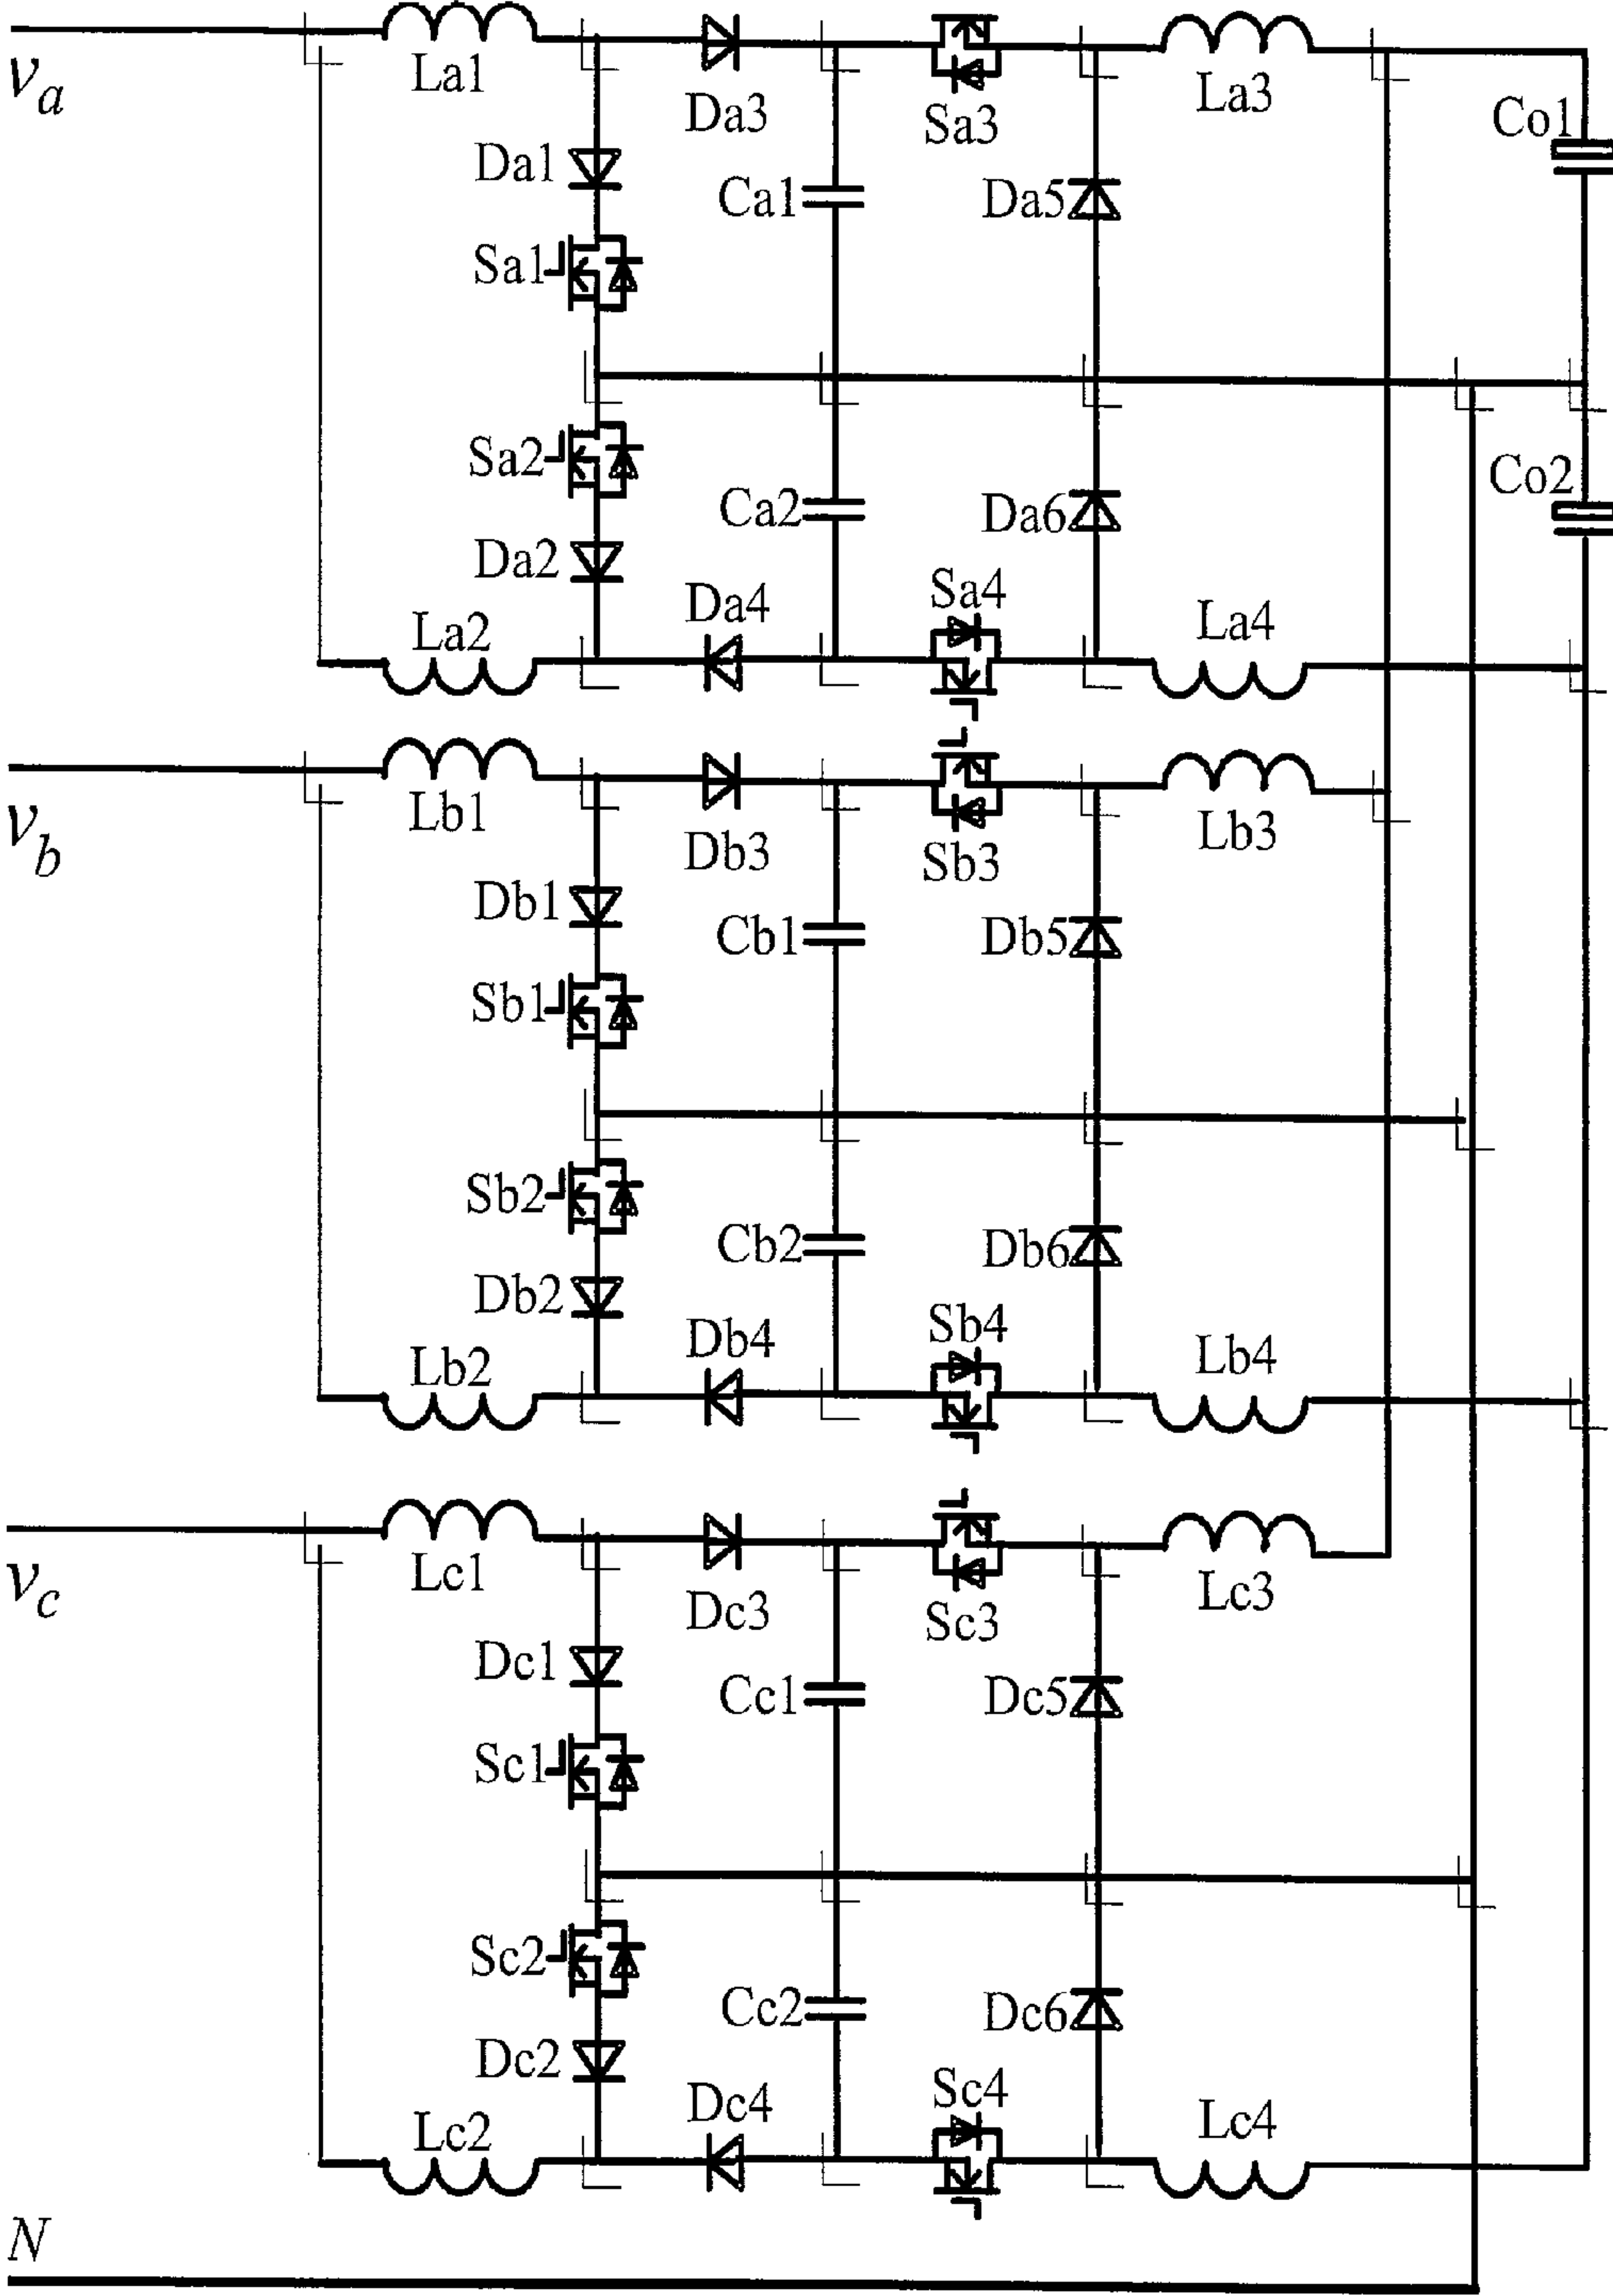 va
La1
Da3
Sa3
La3
Co1
Da1
Ca1
Da5
Sa1
Sa2
Ca2
Da6
Co2
Da2
La2
Da4
Sa4
La4
vb
Lb1
Db3
Sb3
Lb3
Db1
Cb1
Db5
Sb1
Sb2
Cb2
Db6
Db2
Lb2
Db4
Sb4
Lb4
vc
Lc1
Dc3
Sc3
Lc3
Dc1
Cc1
Dc5
Sc1
Sc2
Cc2
Dc6
Dc2
Lc2
Dc4
Sc4
Lc4
N